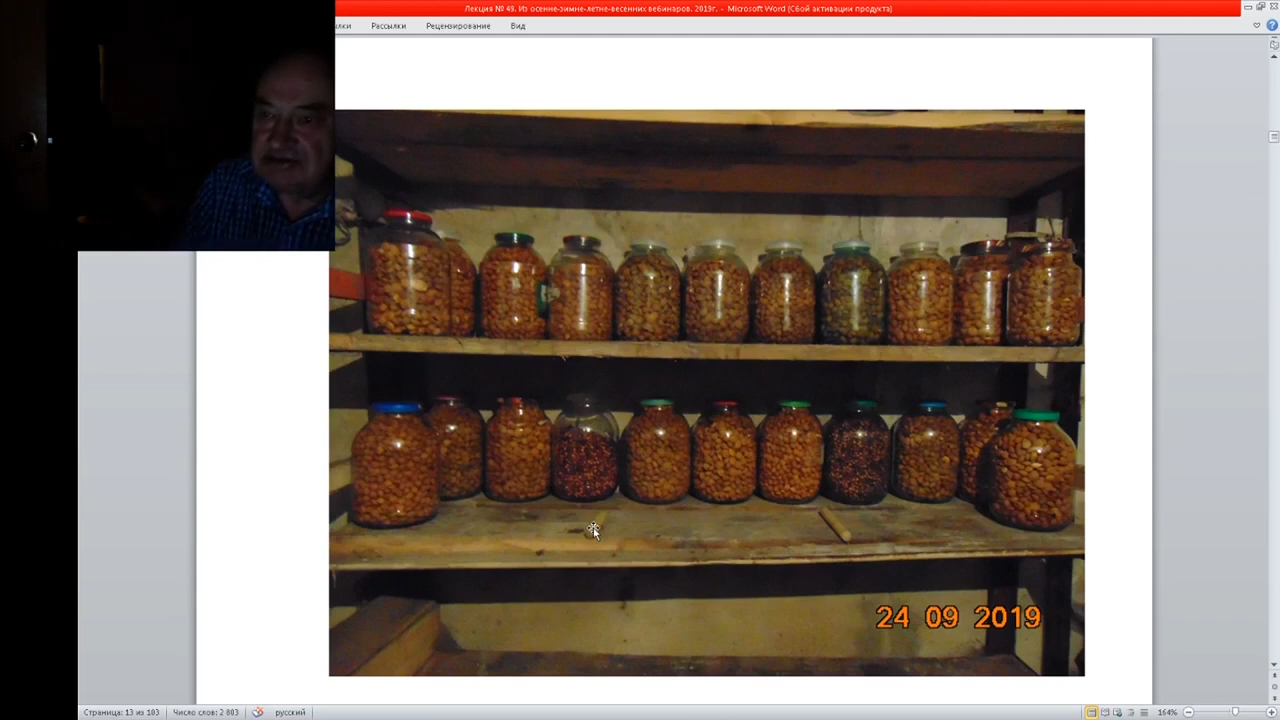 Лекция № 49. Из осенне-зимне-летне-весенних вебинаров. 2019г. - Microsoft Word (Сбой активации продукта)
Рассылки Рецензирование Вид
24 09 2019
Страница: 13 из 103 Число слов: 2 803 русский 164%